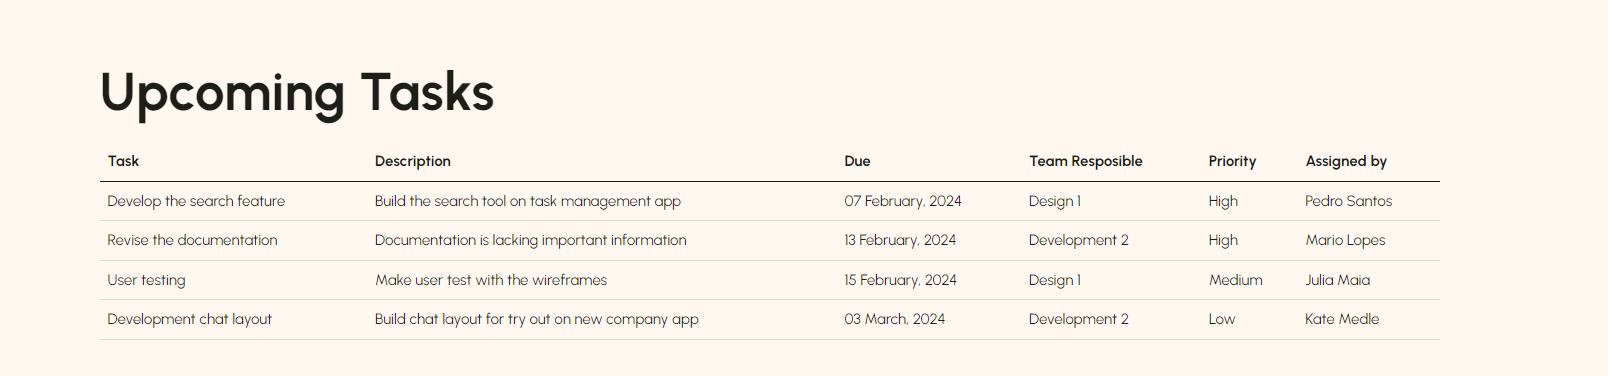 Upcoming Tasks
Task Description Due Team Resposible Priority Assigned by
Develop the search feature Build the search tool on task management app 07 February, 2024 Design 1 High Pedro Santos
Revise the documentation Documentation is lacking important information 13 February, 2024 Development 2 High Mario Lopes
User testing Make user test with the wireframes 15 February, 2024 Design 1 Medium Julia Maia
Development chat layout Build chat layout for try out on new company app 03 March, 2024 Development 2 Low Kate Medle